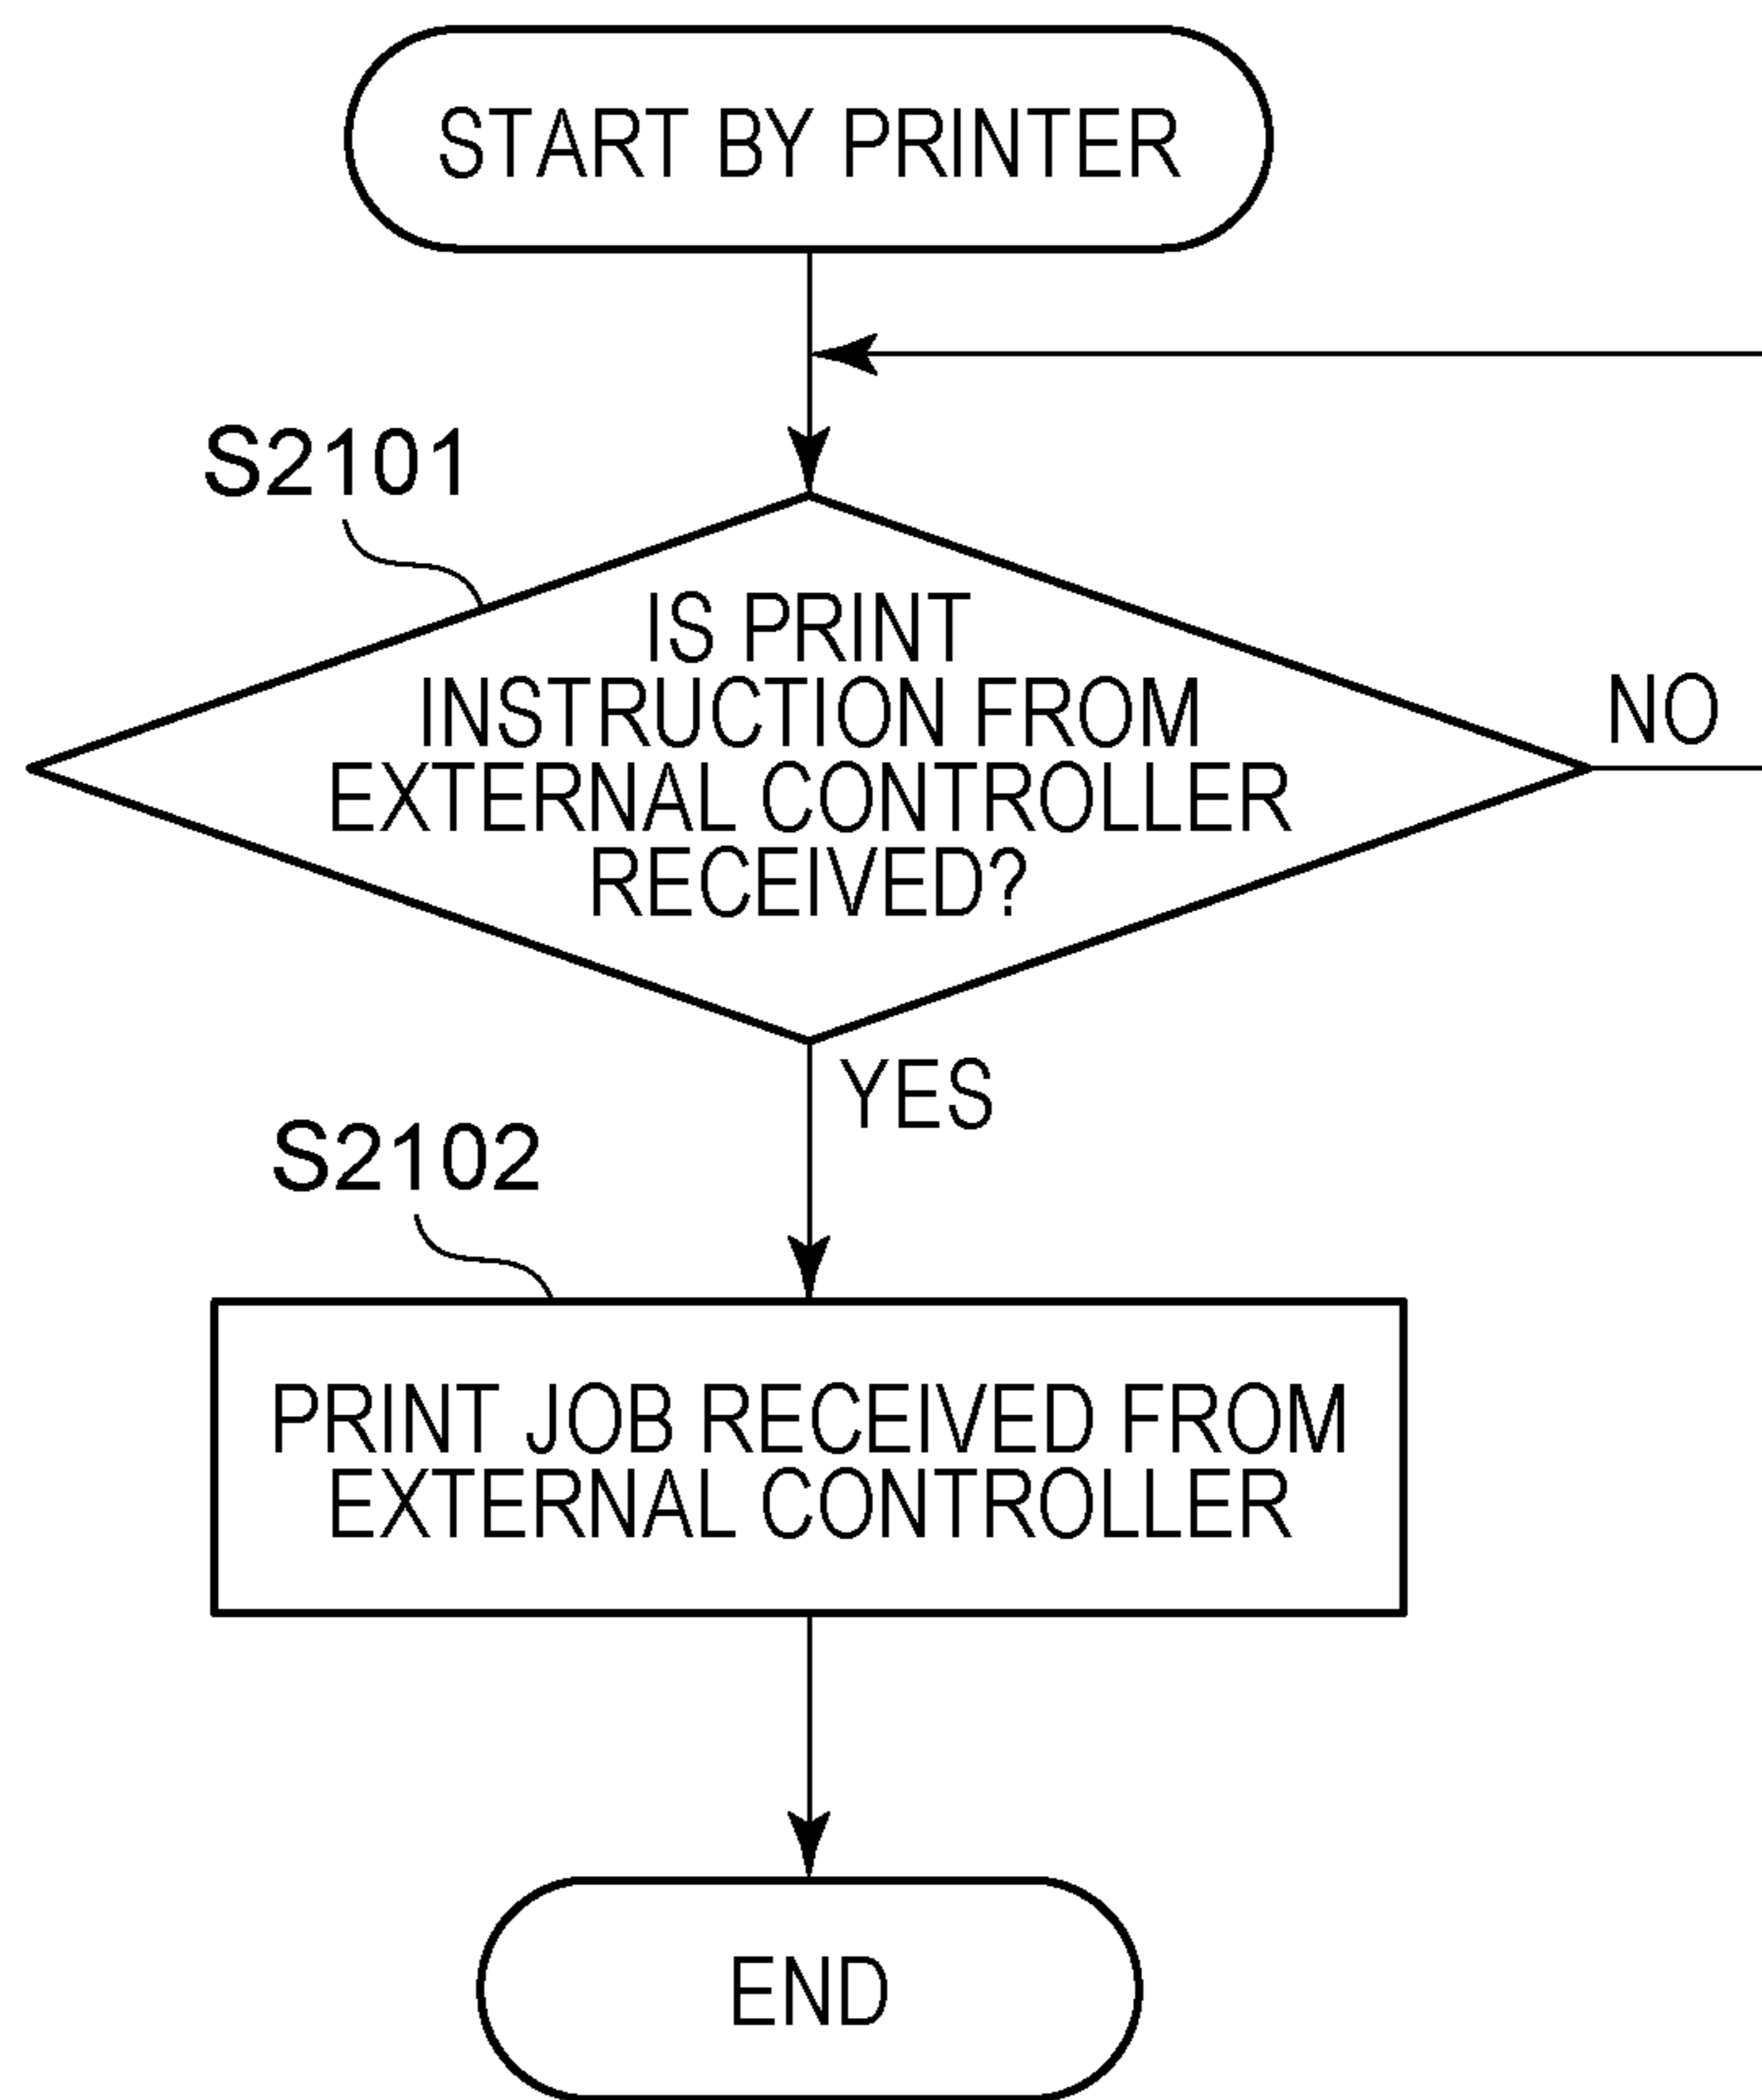 START BY PRINTER
S2101
IS PRINT
INSTRUCTION FROM
EXTERNAL CONTROLLER
RECEIVED?
NO
YES
S2102
PRINT JOB RECEIVED FROM
EXTERNAL CONTROLLER
END